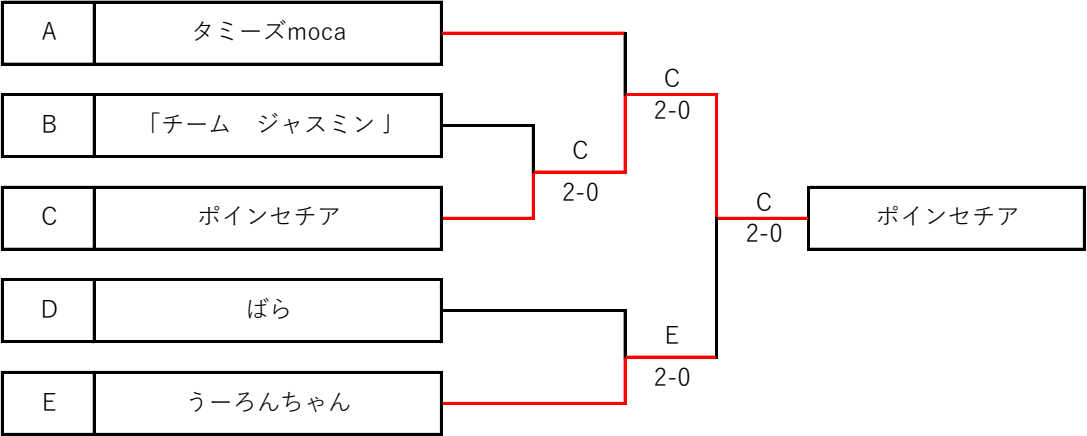 A タミーズmoca
B 「チーム　ジャスミン」
C ポインセチア
D ばら
E うーろんちゃん
C
2-0
C
2-0
E
2-0
C
2-0
ポインセチア